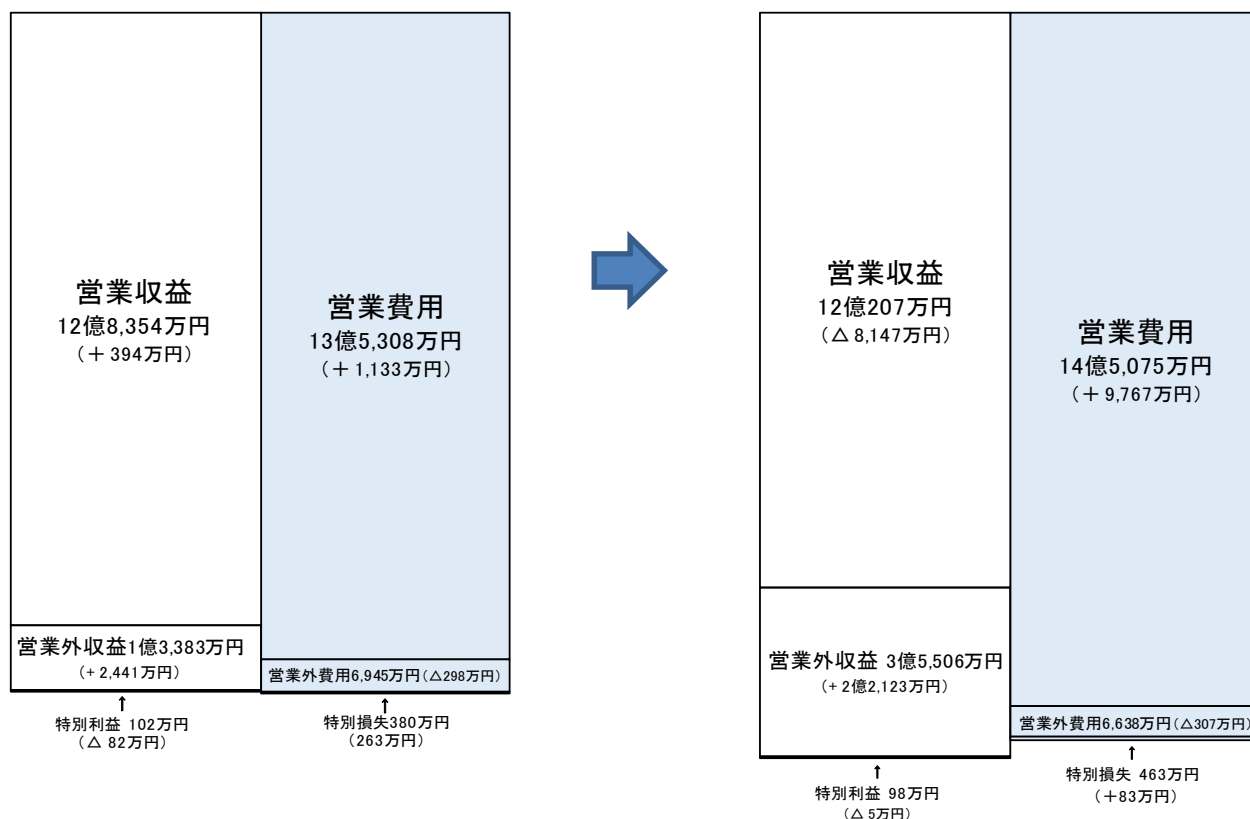 営業収益
12億8,354万円
(+394万円)
営業費用
13億5,308万円
(+1,133万円)
営業外収益1億3,383万円
(+2,441万円)
営業外費用6,945万円(△298万円)
特別利益 102万円
(△ 82万円)
特別損失380万円
(263万円)
営業収益
12億207万円
(△ 8,147万円)
営業費用
14億5,075万円
(+9,767万円)
営業外収益 3億5,506万円
(+2億2,123万円)
営業外費用6,638万円(△307万円)
特別利益 98万円
(△ 5万円)
特別損失 463万円
(+83万円)